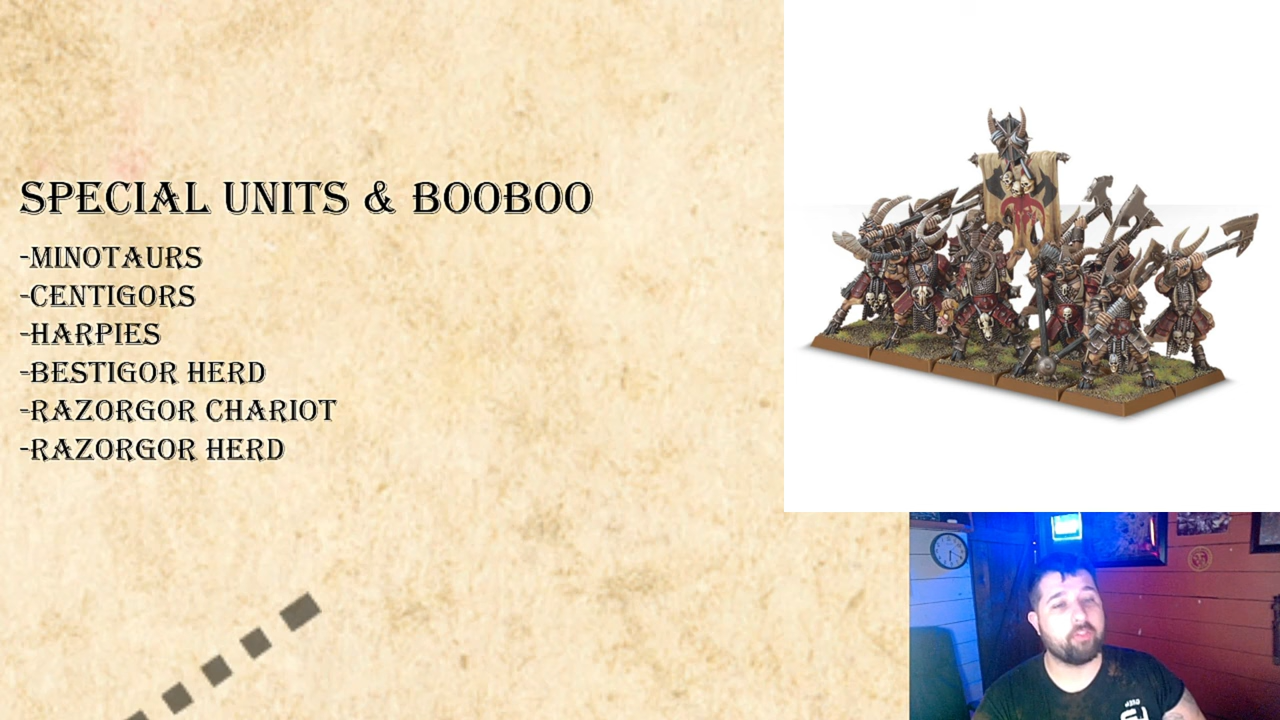 SPECIAL UNITS & BOOBOO
-MINOTAURS
-CENTIGORS
-HARPIES
-BESTIGOR HERD
-RAZORGOR CHARIOT
-RAZORGOR HERD